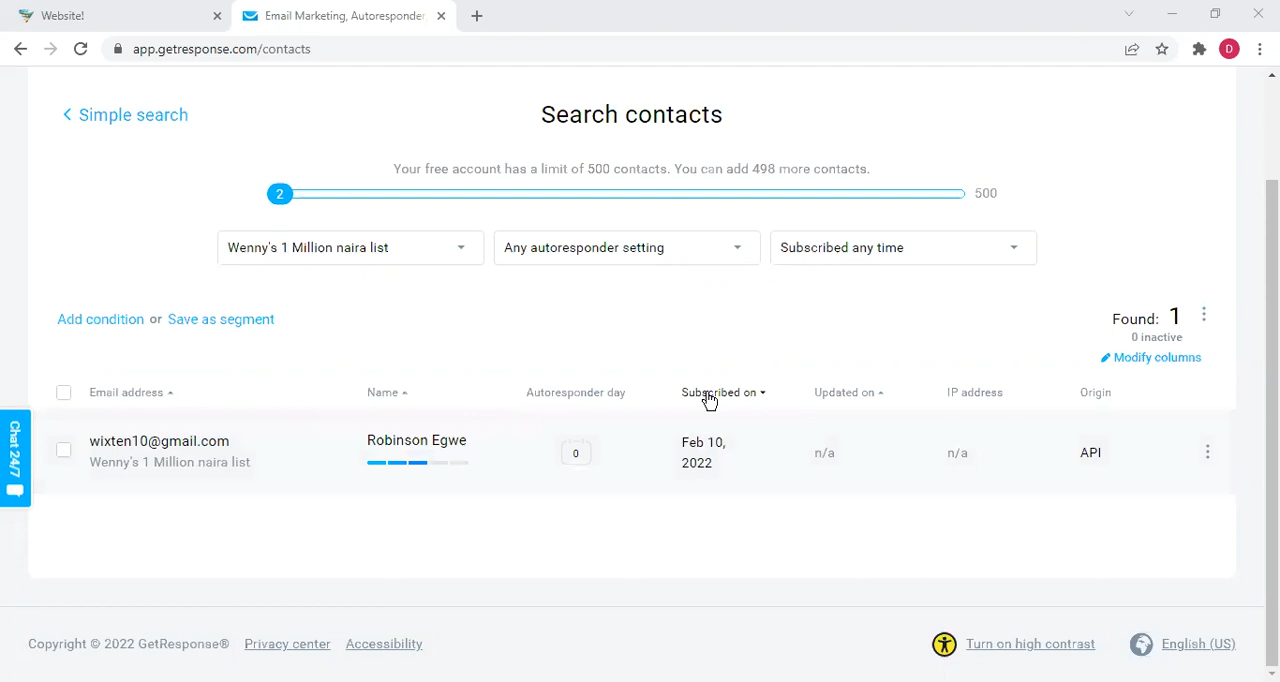 Website!
Email Marketing, Autoresponder
D
app.getresponse.com/contacts
Simple search
Search contacts
Your free account has a limit of 500 contacts. You can add 498 more contacts.
2
500
Wenny's 1 Million naira list
Any autoresponder setting
Subscribed any time
Add condition or Save as segment
Found: 1
0 inactive
Modify columns
Email address Name Autoresponder day Subscribed on Updated on IP address Origin
wixten10@gmail.com
Wenny's 1 Million naira list
Robinson Egwe
0
Feb 10,
2022
n/a
n/a
API
Chat 24/7
Copyright © 2022 GetResponse® Privacy center Accessibility
Turn on high contrast
English (US)